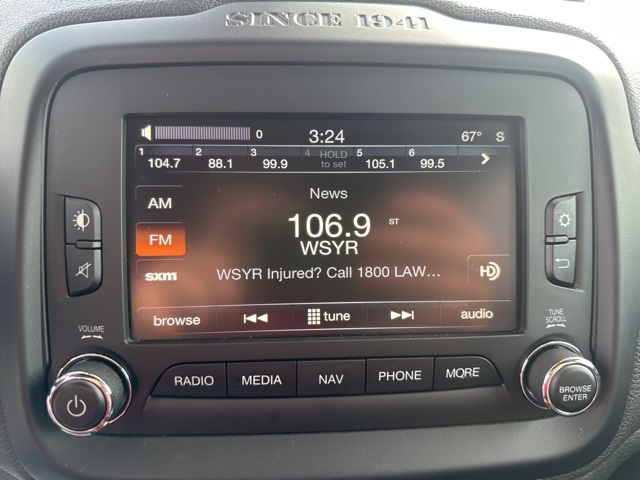 SINCE 1941
0 3:24 67° S
1 2 3 4 HOLD 5 6
104.7 88.1 99.9 to set 105.1 99.5
News
AM
106.9 ST
FM
WSYR
sxm WSYR Injured? Call 1800 LAW... HD
browse tune audio
VOLUME
TUNE
SCROLL
RADIO MEDIA NAV PHONE MORE
BROWSE
ENTER